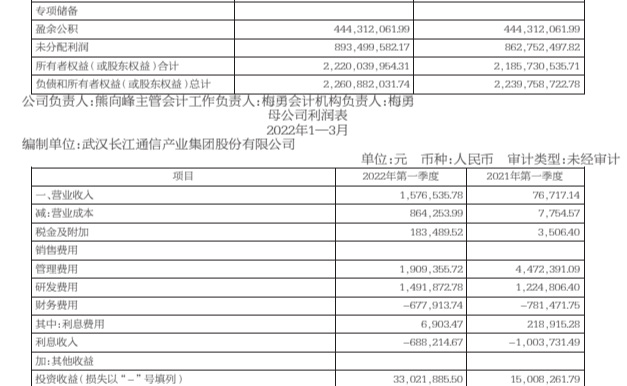 专项储备
盈余公积 444,312,061.99 444,312,061.99
未分配利润 893,499,582.17 862,752,497.82
所有者权益(或股东权益)合计 2,220,039,954.31 2,185,730,535.71
负债和所有者权益(或股东权益)总计 2,260,882,031.74 2,239,758,722.78
公司负责人:熊向峰主管会计工作负责人:梅勇会计机构负责人:梅勇
母公司利润表
2022年1—3月
编制单位:武汉长江通信产业集团股份有限公司
单位:元 币种:人民币 审计类型:未经审计
项目 2022年第一季度 2021年第一季度
一、营业收入 1,576,535.78 76,717.14
减:营业成本 864,253.99 7,754.57
税金及附加 183,489.52 3,506.40
销售费用
管理费用 1,909,355.72 4,472,391.09
研发费用 1,491,872.78 1,224,806.40
财务费用 -677,913.74 -781,471.75
其中:利息费用 6,903.47 218,915.28
利息收入 -688,214.67 -1,003,731.49
加:其他收益
投资收益(损失以“-”号填列) 33,021,885.50 15,008,261.79